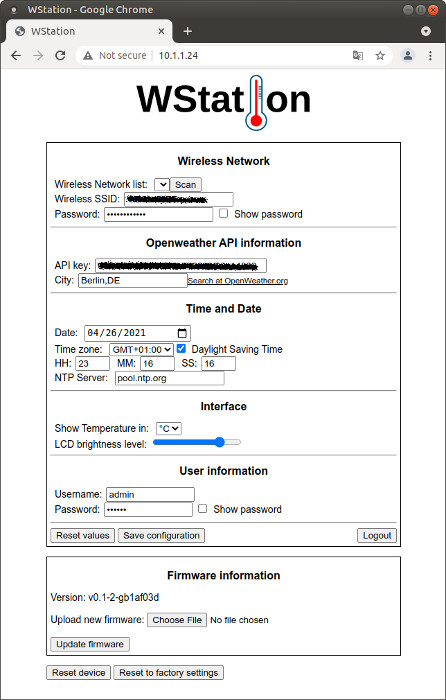 WStation - Google Chrome
WStation
Not secure 10.1.1.24
WStation
Wireless Network
Wireless Network list: Scan
Wireless SSID:
Password: •••••••••••• Show password
Openweather API information
API key:
City: Berlin,DE Search at OpenWeather.org
Time and Date
Date: 04/26/2021
Time zone: GMT+01:00 Daylight Saving Time
HH: 23 MM: 16 SS: 16
NTP Server: pool.ntp.org
Interface
Show Temperature in: °C
LCD brightness level:
User information
Username: admin
Password: •••••• Show password
Reset values Save configuration Logout
Firmware information
Version: v0.1-2-gb1af03d
Upload new firmware: Choose File No file chosen
Update firmware
Reset device Reset to factory settings